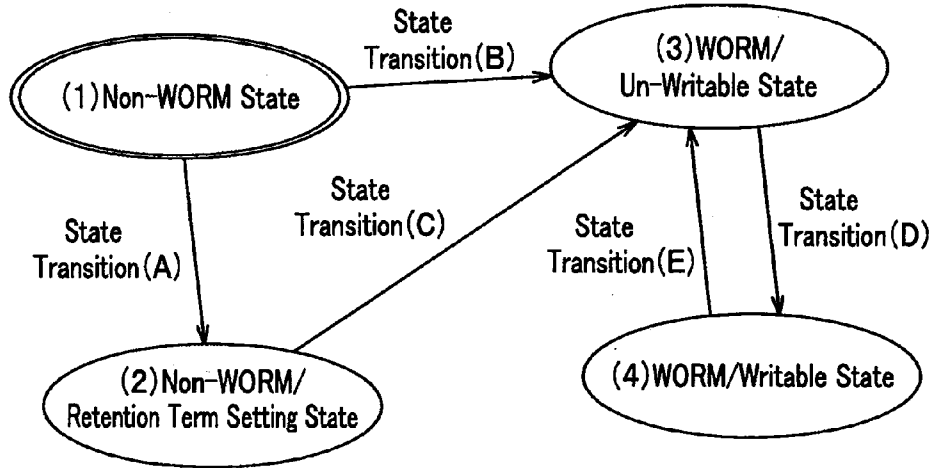 (1)Non-WORM State
State
Transition(B)
(3)WORM/
Un-Writable State
State
Transition(A)
State
Transition(C)
State
Transition(E)
State
Transition(D)
(2)Non-WORM/
Retention Term Setting State
(4)WORM/Writable State